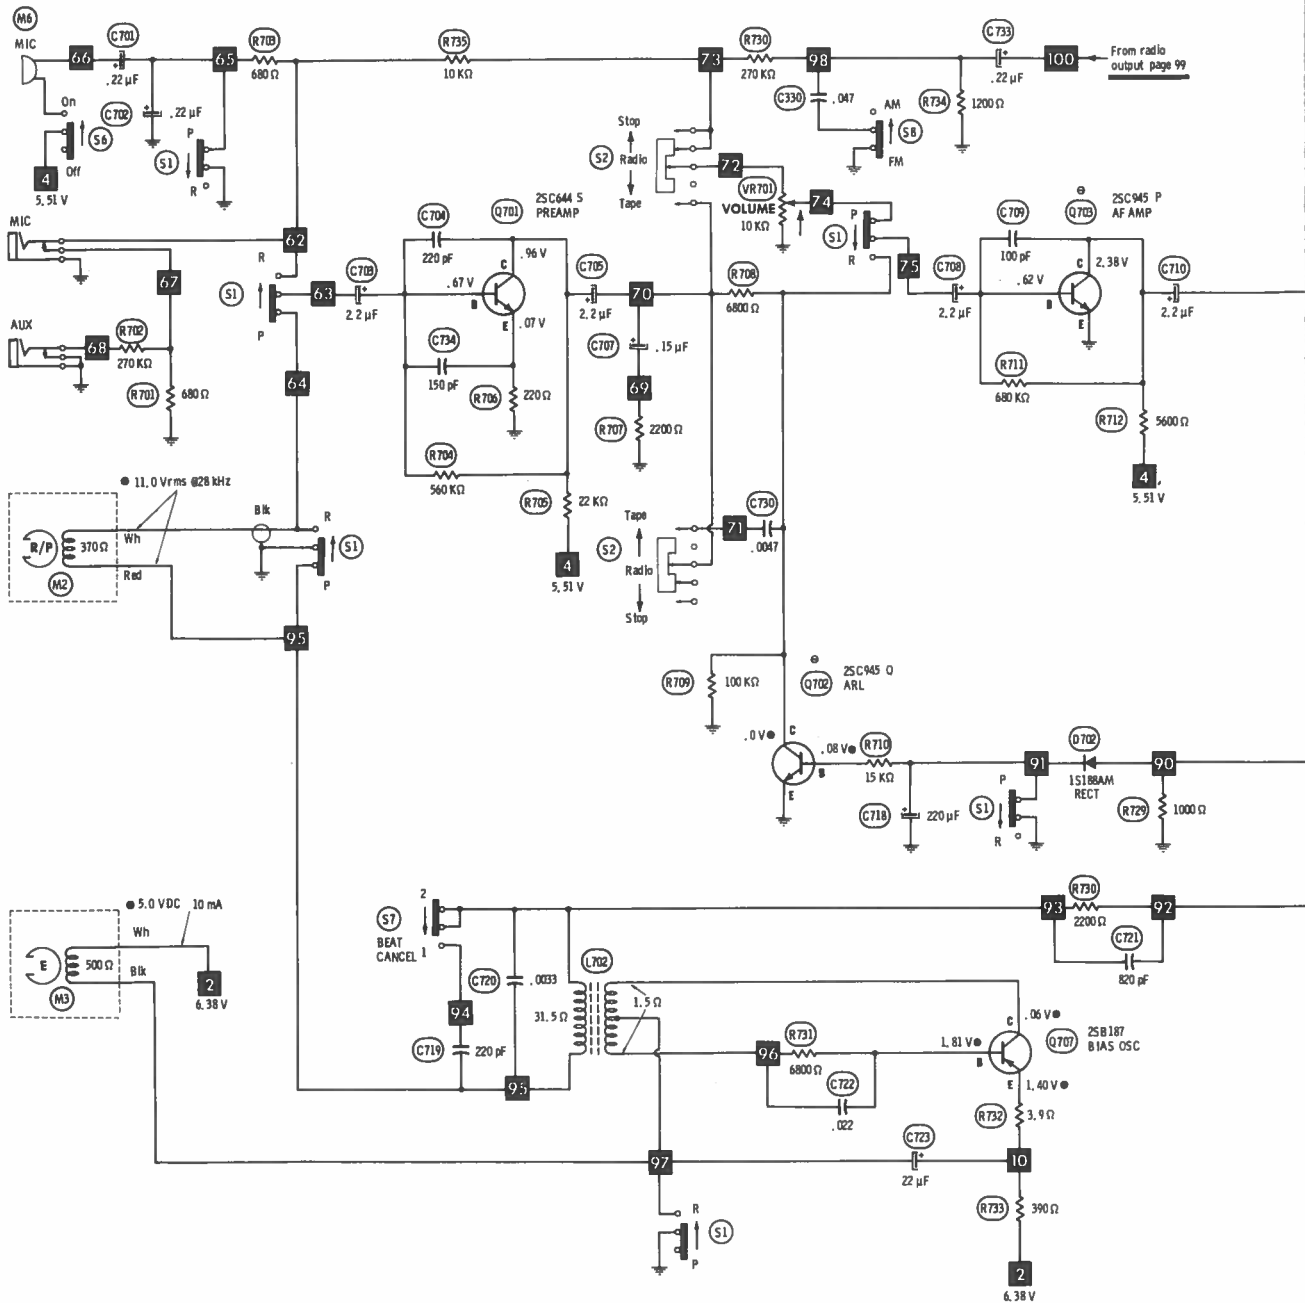 M6
MIC
66
C701
.22 µF
65
R703
680 Ω
R735
10 KΩ
73
R730
270 KΩ
98
C733
.22 µF
100
From radio
output page 99
On
S6
Off
4
5.51 V
C702
.22 µF
P
S1
R
Stop
S2
Radio
Tape
72
C330
.047
AM
S8
FM
R734
1200 Ω
VR701
VOLUME
10 KΩ
74
P
S1
R
75
MIC
67
62
R
S1
P
63
C703
2.2 µF
C704
220 pF
Q701
2SC644 S
PREAMP
C
.96 V
.67 V
B
E
.07 V
C734
150 pF
R706
220 Ω
R704
560 KΩ
C705
2.2 µF
70
R708
6800 Ω
C707
.15 µF
69
R707
2200 Ω
R705
22 KΩ
4
5.51 V
C708
2.2 µF
C709
100 pF
⊖
Q703
2SC945 P
AF AMP
C
2.38 V
.62 V
B
E
C710
2.2 µF
R711
680 KΩ
R712
5600 Ω
4
5.51 V
AUX
68
R702
270 KΩ
R701
680 Ω
64
● 11.0 Vrms @28 kHz
R/P
370 Ω
M2
Wh
Red
Blk
R
S1
P
95
Tape
S2
Radio
Stop
71
C730
.0047
R709
100 KΩ
⊖
Q702
2SC945 Q
ARL
C
.0 V●
.08 V●
B
E
R710
15 KΩ
C718
220 µF
91
D702
1S188AM
RECT
90
P
S1
R
R729
1000 Ω
● 5.0 VDC 10 mA
E
500 Ω
M3
Wh
Blk
2
6.38 V
2
S7
BEAT
CANCEL 1
94
C719
220 pF
C720
.0033
95
L702
31.5 Ω
1.5 Ω
93
R730
2200 Ω
92
C721
820 pF
96
R731
6800 Ω
C722
.022
C
.06 V●
Q707
2SB187
BIAS OSC
1.81 V●
B
E
1.40 V●
R732
3.9 Ω
97
C723
22 µF
10
R733
390 Ω
2
6.38 V
R
S1
P